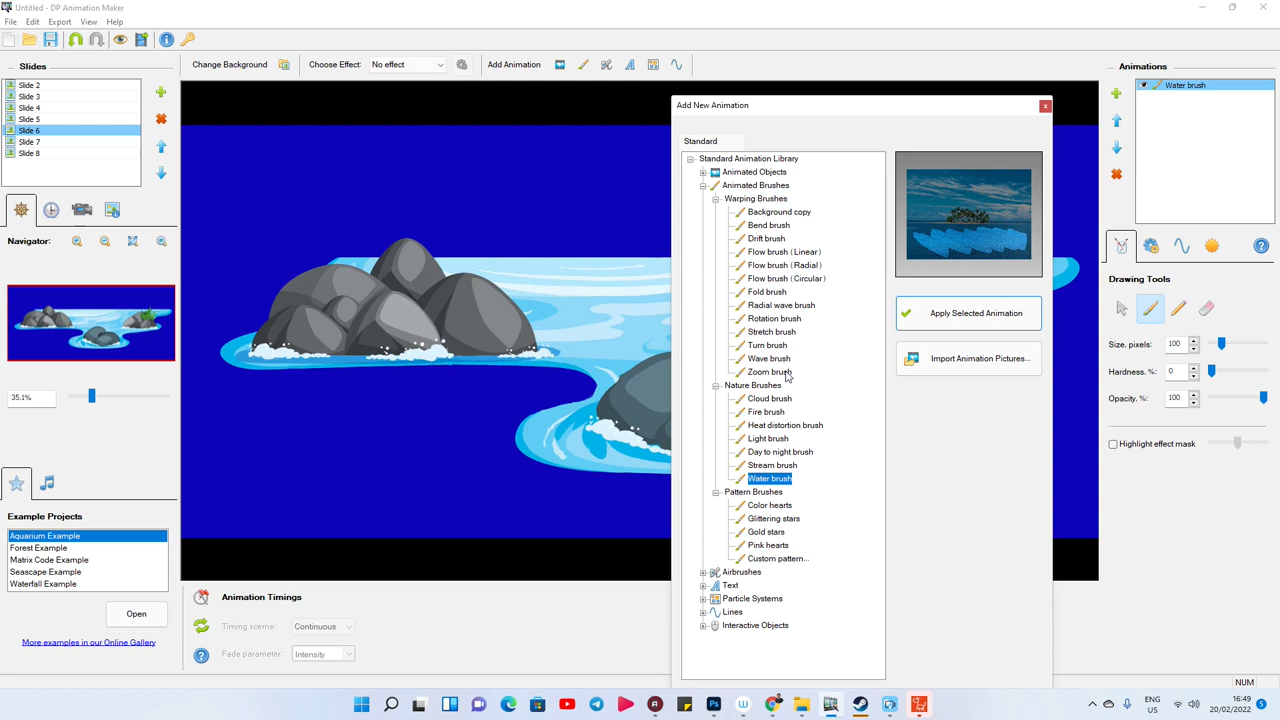 Untitled - DP Animation Maker
File Edit Export View Help
Slides
Change Background Choose Effect: No effect Add Animation
Animations
Slide 2
Slide 3
Slide 4
Slide 5
Slide 6
Slide 7
Slide 8
Water brush
Add New Animation
Standard
Standard Animation Library
Animated Objects
Animated Brushes
Warping Brushes
Background copy
Bend brush
Drift brush
Flow brush (Linear)
Flow brush (Radial)
Flow brush (Circular)
Fold brush
Radial wave brush
Rotation brush
Stretch brush
Turn brush
Wave brush
Zoom brush
Nature Brushes
Cloud brush
Fire brush
Heat distortion brush
Light brush
Day to night brush
Stream brush
Water brush
Pattern Brushes
Color hearts
Glittering stars
Gold stars
Pink hearts
Custom pattern...
Airbrushes
Text
Particle Systems
Lines
Interactive Objects
Apply Selected Animation
Import Animation Pictures...
Navigator:
35.1%
Drawing Tools
Size, pixels: 100
Hardness, %: 0
Opacity, %: 100
Highlight effect mask
Example Projects
Aquarium Example
Forest Example
Matrix Code Example
Seascape Example
Waterfall Example
Open
More examples in our Online Gallery
Animation Timings
Timing sceme: Continuous
Fade parameter: Intensity
NUM
ENG
US
16:49
20/02/2022